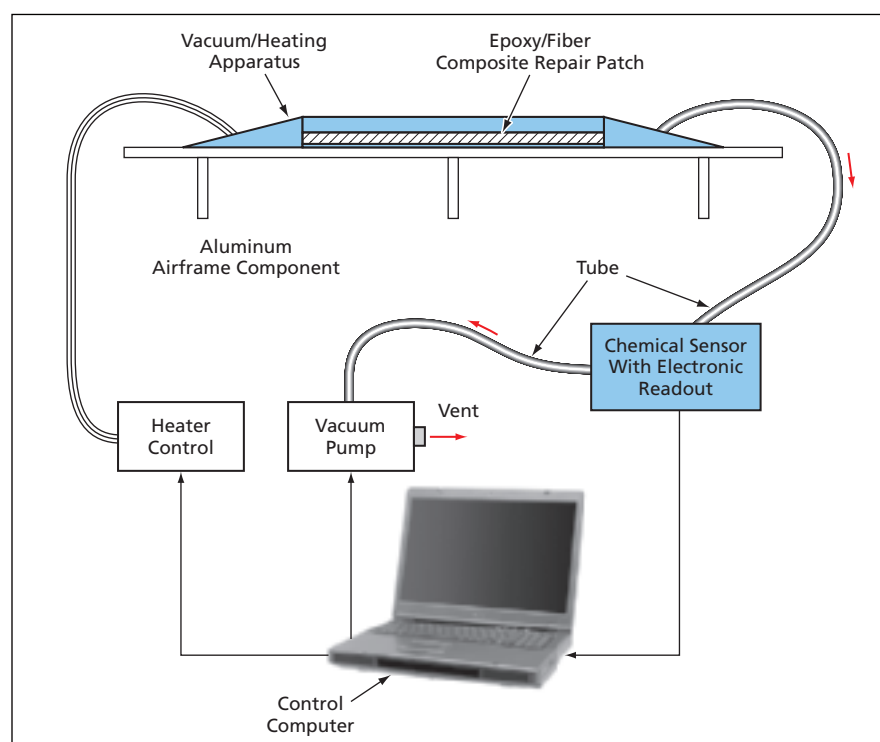 Vacuum/Heating
Apparatus
Epoxy/Fiber
Composite Repair Patch
Aluminum
Airframe Component
Tube
Chemical Sensor
With Electronic
Readout
Heater
Control
Vacuum
Pump
Vent
Control
Computer